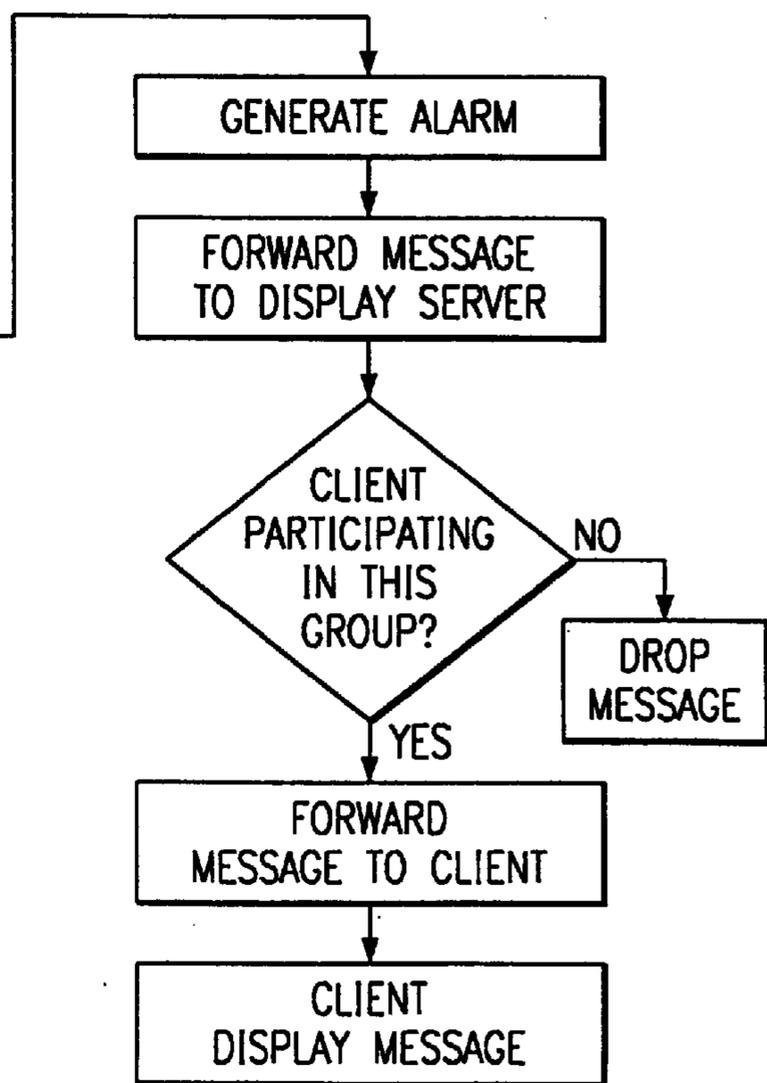 GENERATE ALARM
FORWARD MESSAGE
TO DISPLAY SERVER
CLIENT
PARTICIPATING
IN THIS
GROUP?
NO
DROP
MESSAGE
YES
FORWARD
MESSAGE TO CLIENT
CLIENT
DISPLAY MESSAGE